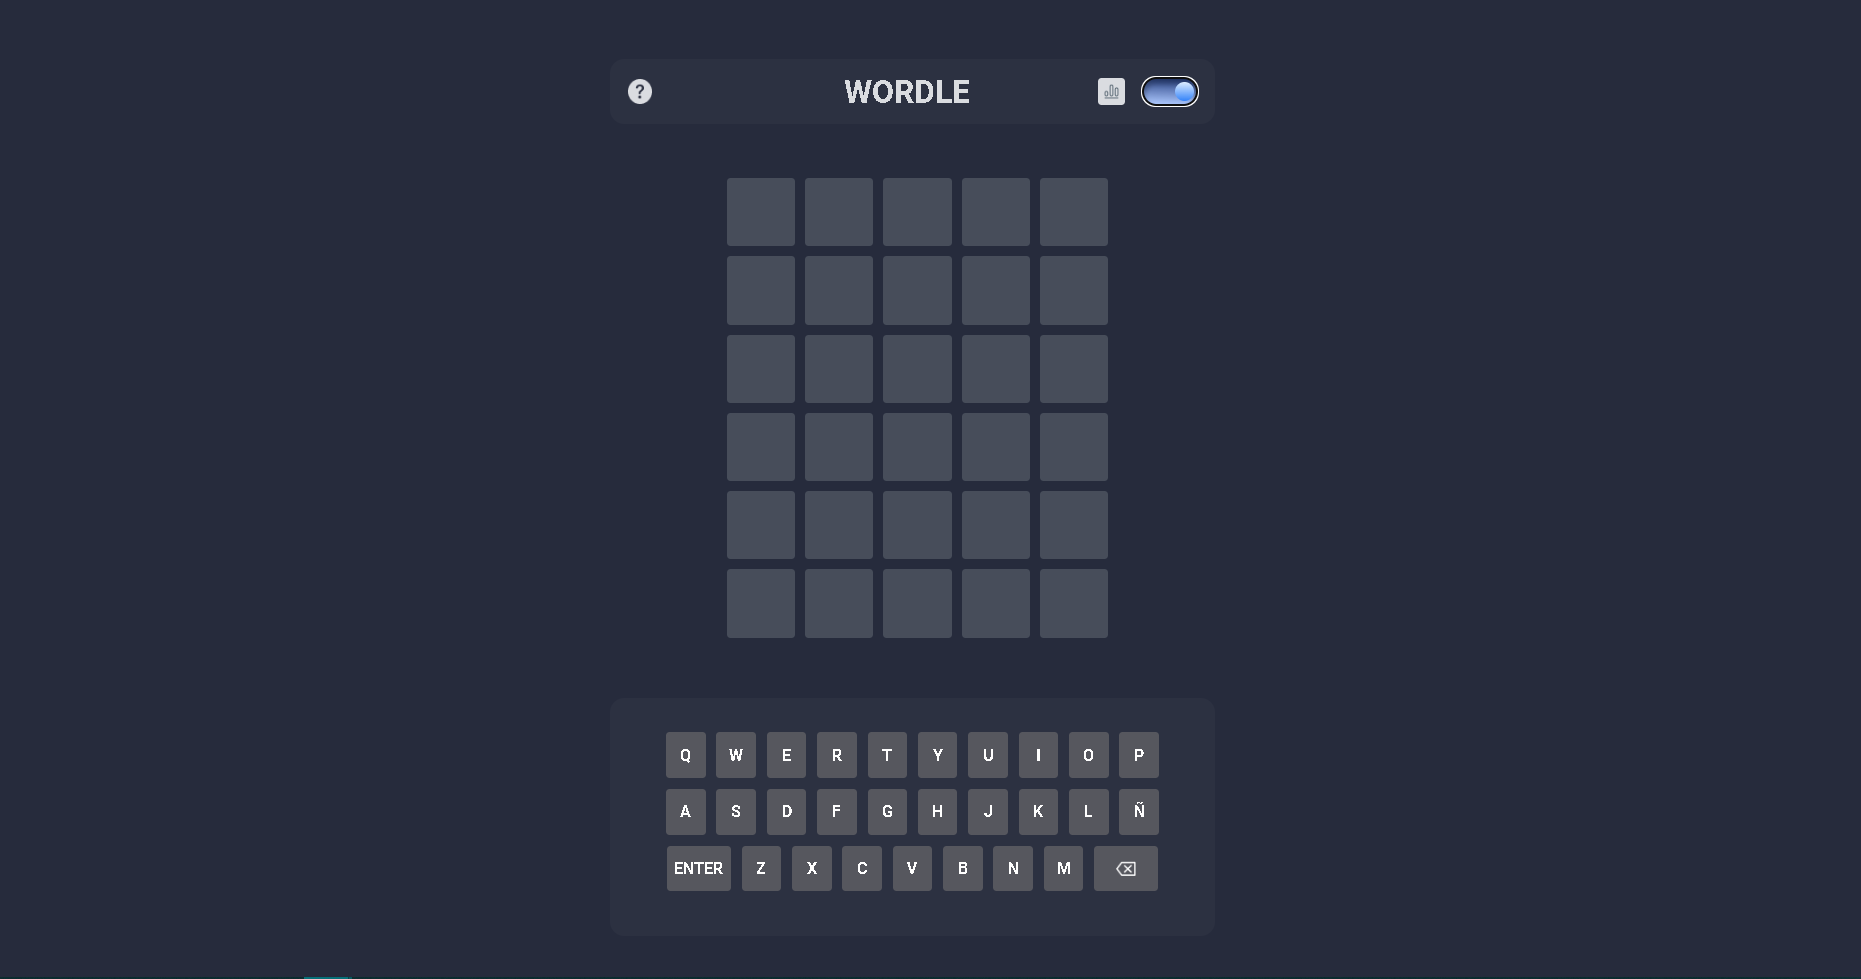 ? WORDLE
Q W E R T Y U I O P
A S D F G H J K L Ñ
ENTER Z X C V B N M